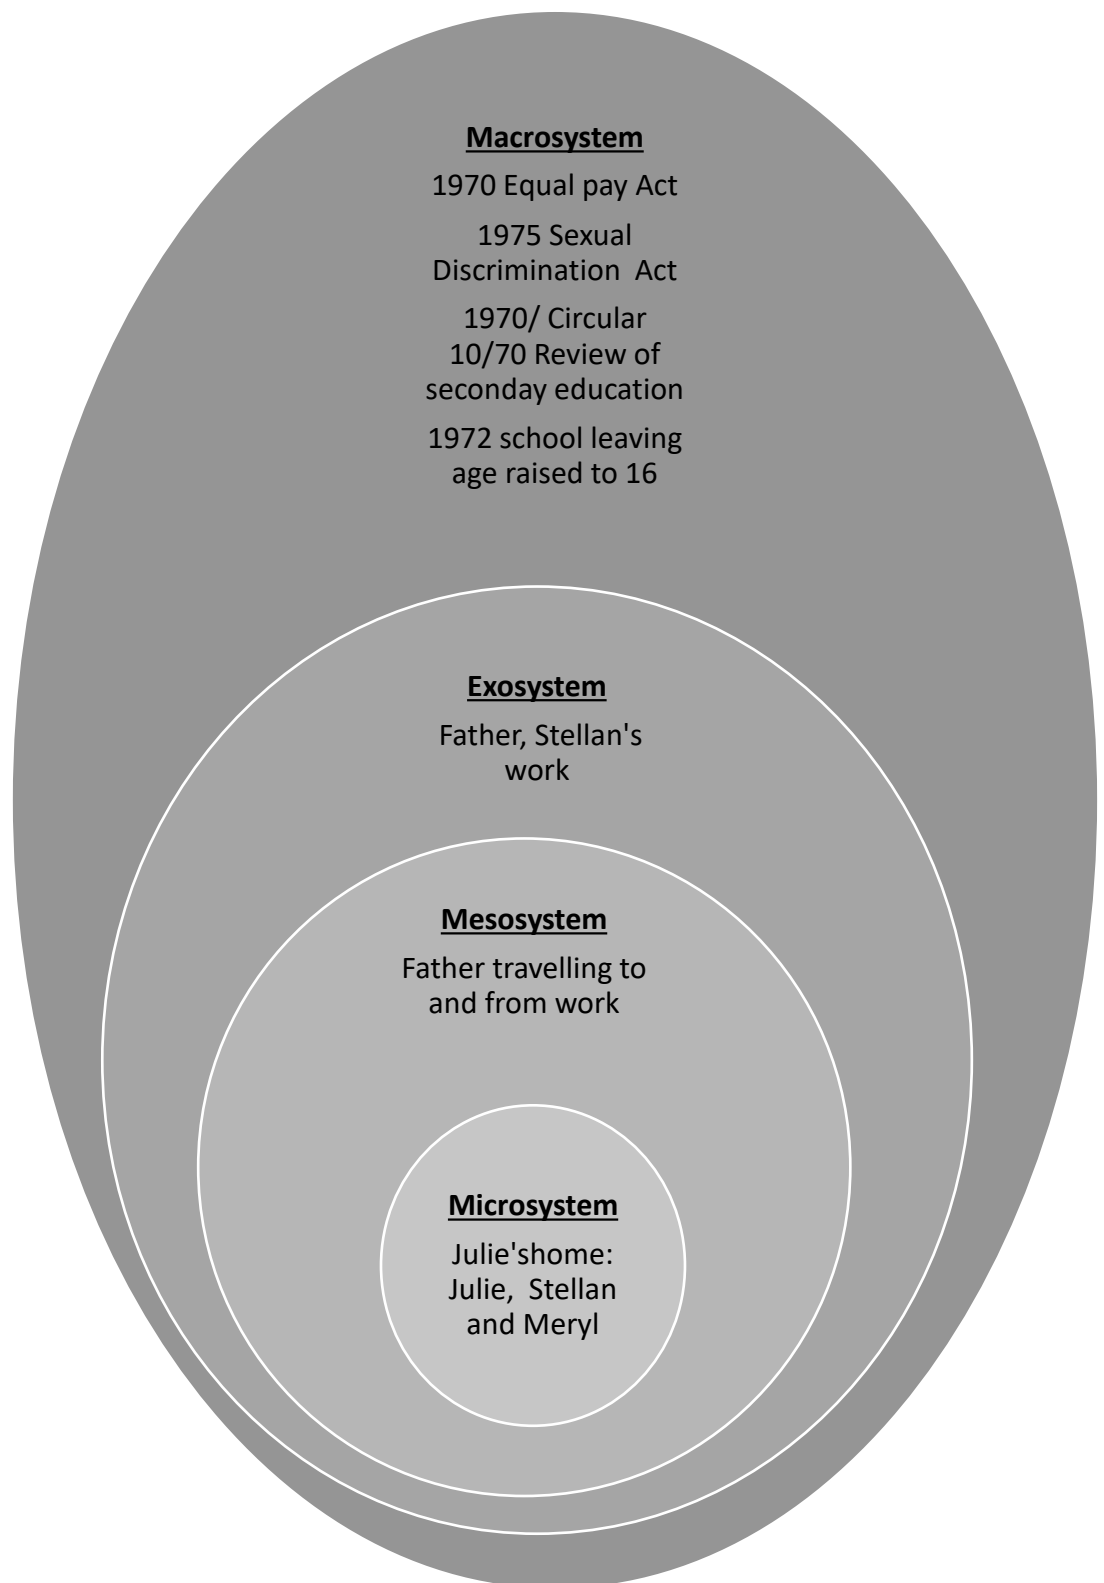 Macrosystem
1970 Equal pay Act
1975 Sexual
Discrimination  Act
1970/ Circular
10/70 Review of
seconday education
1972 school leaving
age raised to 16
Exosystem
Father, Stellan's
work
Mesosystem
Father travelling to
and from work
Microsystem
Julie'shome:
Julie,  Stellan
and Meryl